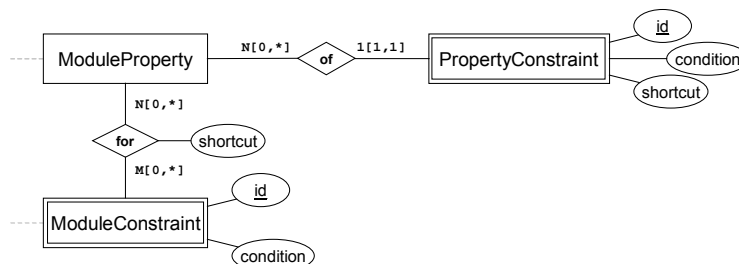 id
N[0,*]
1[1,1]
ModuleProperty
of
PropertyConstraint
condition
shortcut
N[0,*]
for
shortcut
M[0,*]
id
ModuleConstraint
condition